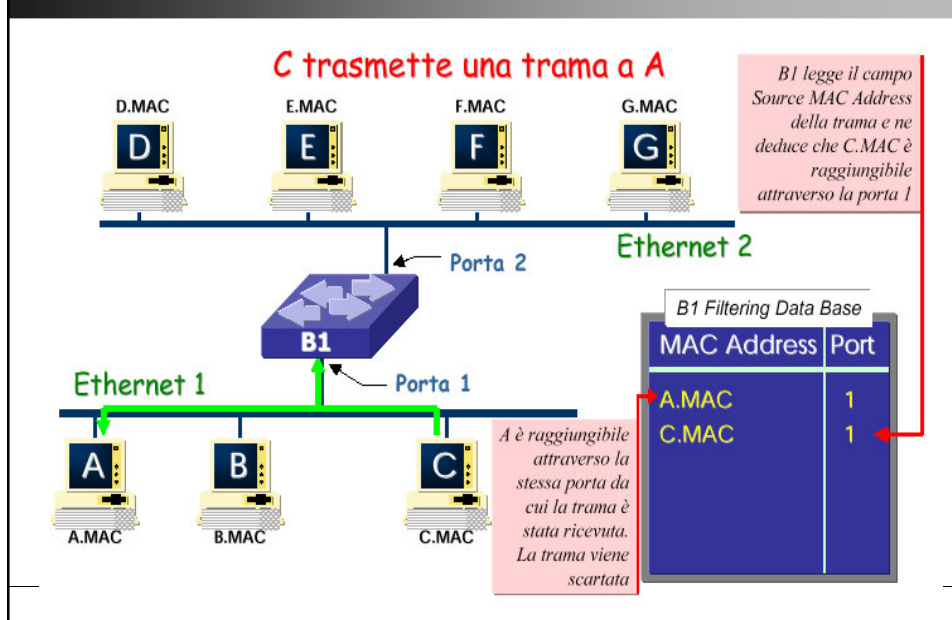 C trasmette una trama a A
B1 legge il campo
Source MAC Address
della trama e ne
deduce che C.MAC è
raggiungibile
attraverso la porta 1
D.MAC
E.MAC
F.MAC
G.MAC
D
E
F
G
Ethernet 2
Porta 2
B1
Porta 1
Ethernet 1
A
B
C
A.MAC
B.MAC
C.MAC
A è raggiungibile
attraverso la
stessa porta da
cui la trama è
stata ricevuta.
La trama viene
scartata
B1 Filtering Data Base
MAC Address Port
A.MAC 1
C.MAC 1